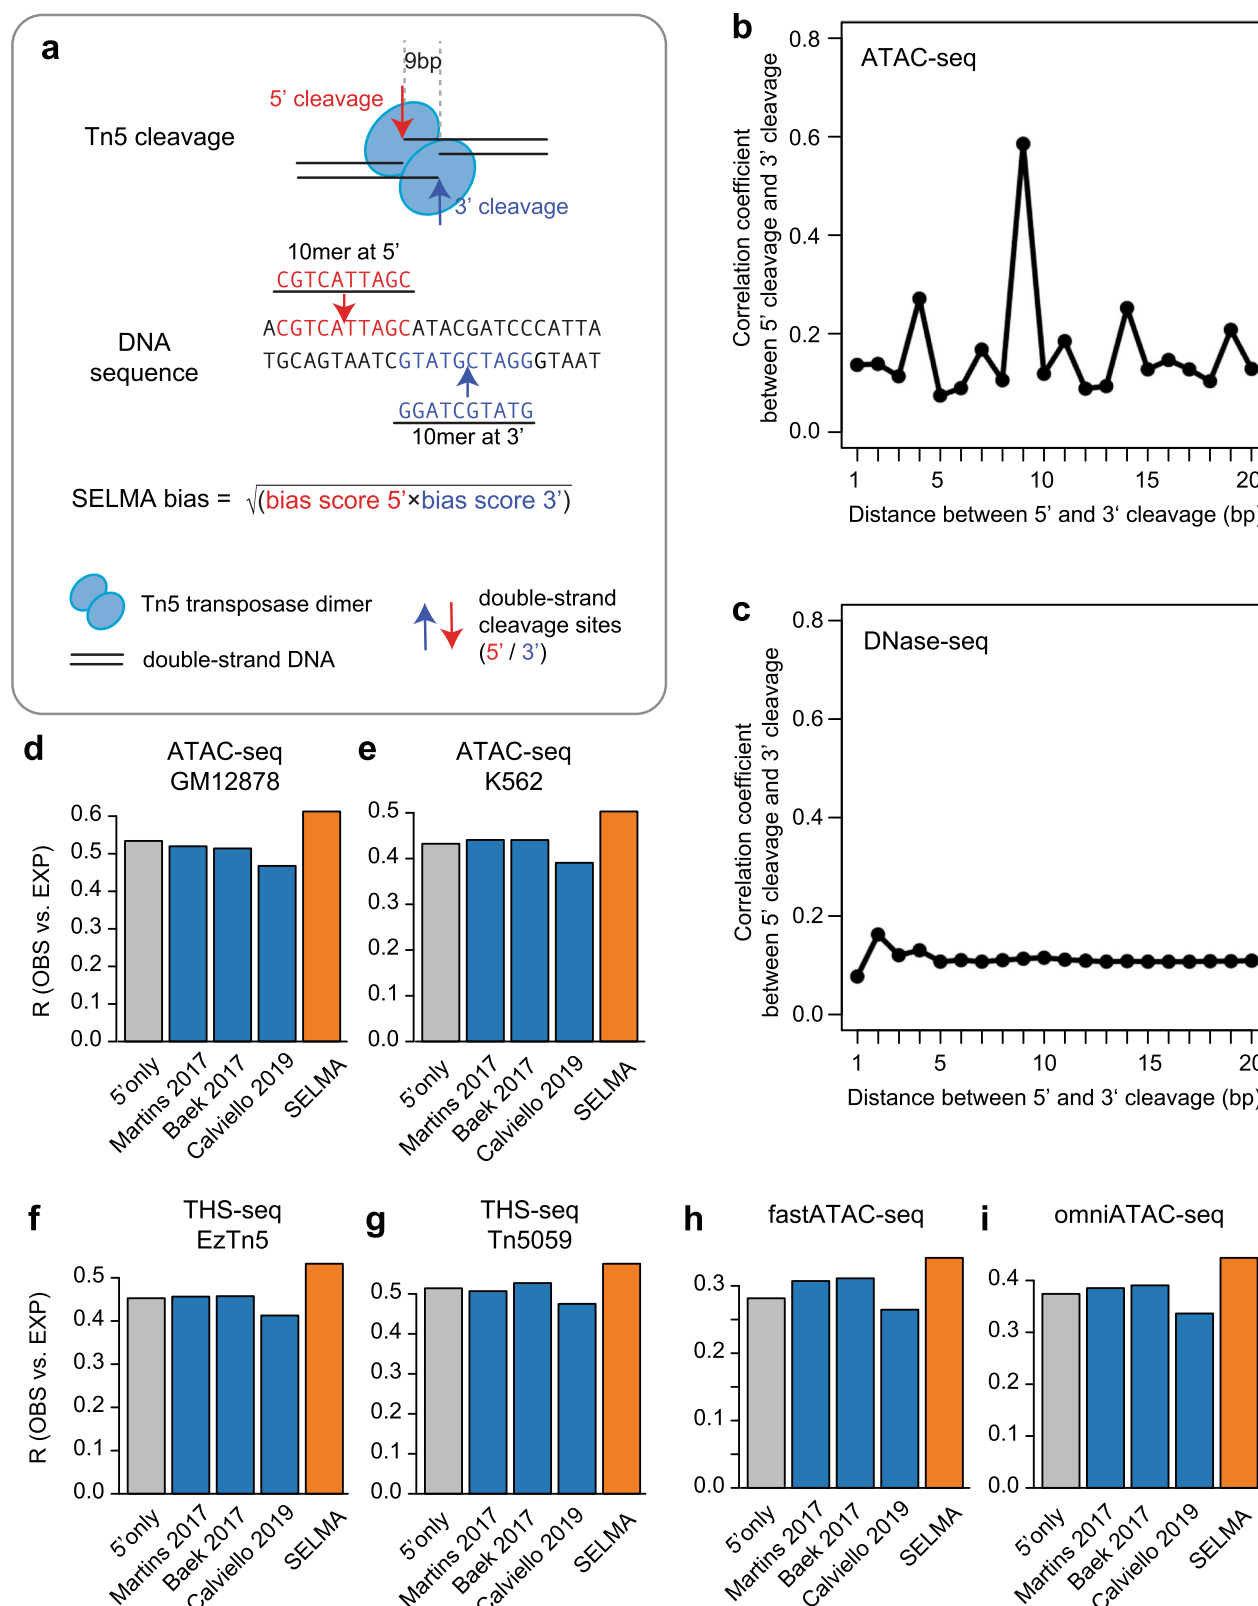 a
9bp
5’ cleavage
Tn5 cleavage
3’ cleavage
10mer at 5’
CGTCATTAGC
DNA
sequence
ACGTCATTAGCATACGATCCCATTA
TGCAGTAATCGTATGCTAGGGTAAT
GGATCGTATG
10mer at 3’
SELMA bias = √(bias score 5’×bias score 3’)
Tn5 transposase dimer
double-strand DNA
double-strand
cleavage sites
(5’ / 3’)
b
ATAC-seq
Correlation coefficient
between 5’ cleavage and 3’ cleavage
0.8
0.6
0.4
0.2
0.0
1 5 10 15 20
Distance between 5’ and 3‘ cleavage (bp)
c
DNase-seq
Correlation coefficient
between 5’ cleavage and 3’ cleavage
0.8
0.6
0.4
0.2
0.0
1 5 10 15 20
Distance between 5’ and 3‘ cleavage (bp)
d
ATAC-seq
GM12878
R (OBS vs. EXP)
0.6
0.5
0.4
0.3
0.2
0.1
0.0
5’only
Martins 2017
Baek 2017
Calviello 2019
SELMA
e
ATAC-seq
K562
0.5
0.4
0.3
0.2
0.1
0.0
5’only
Martins 2017
Baek 2017
Calviello 2019
SELMA
f
THS-seq
EzTn5
R (OBS vs. EXP)
0.5
0.4
0.3
0.2
0.1
0.0
5’only
Martins 2017
Baek 2017
Calviello 2019
SELMA
g
THS-seq
Tn5059
0.5
0.4
0.3
0.2
0.1
0.0
5’only
Martins 2017
Baek 2017
Calviello 2019
SELMA
h
fastATAC-seq
0.3
0.2
0.1
0.0
5’only
Martins 2017
Baek 2017
Calviello 2019
SELMA
i
omniATAC-seq
0.4
0.3
0.2
0.1
0.0
5’only
Martins 2017
Baek 2017
Calviello 2019
SELMA